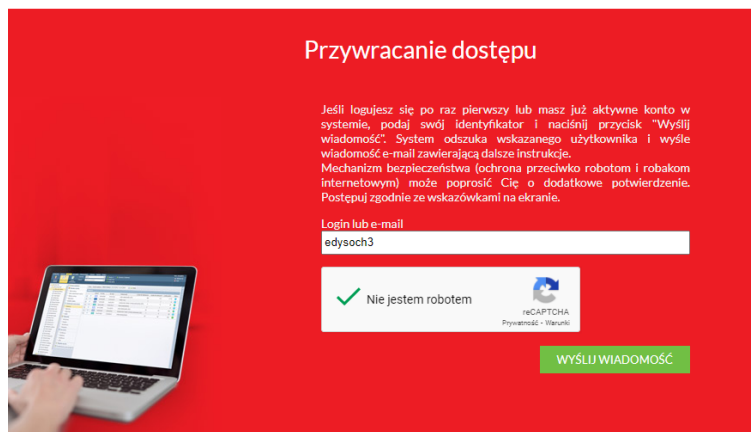 Przywracanie dostępu
Jeśli logujesz się po raz pierwszy lub masz już aktywne konto w
systemie, podaj swój identyfikator i naciśnij przycisk "Wyślij
wiadomość". System odszuka wskazanego użytkownika i wyśle
wiadomość e-mail zawierającą dalsze instrukcje.
Mechanizm bezpieczeństwa (ochrona przeciwko robotom i robakom
internetowym) może poprosić Cię o dodatkowe potwierdzenie.
Postępuj zgodnie ze wskazówkami na ekranie.
Login lub e-mail
edysoch3
Nie jestem robotem
reCAPTCHA
Prywatność - Warunki
WYŚLIJ WIADOMOŚĆ